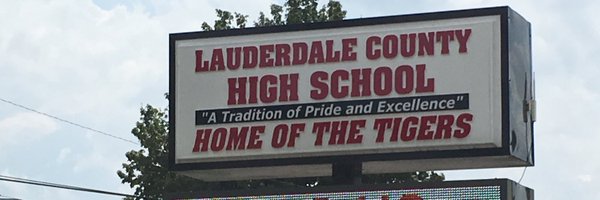 LAUDERDALE COUNTY
HIGH SCHOOL
"A Tradition of Pride and Excellence"
HOME OF THE TIGERS